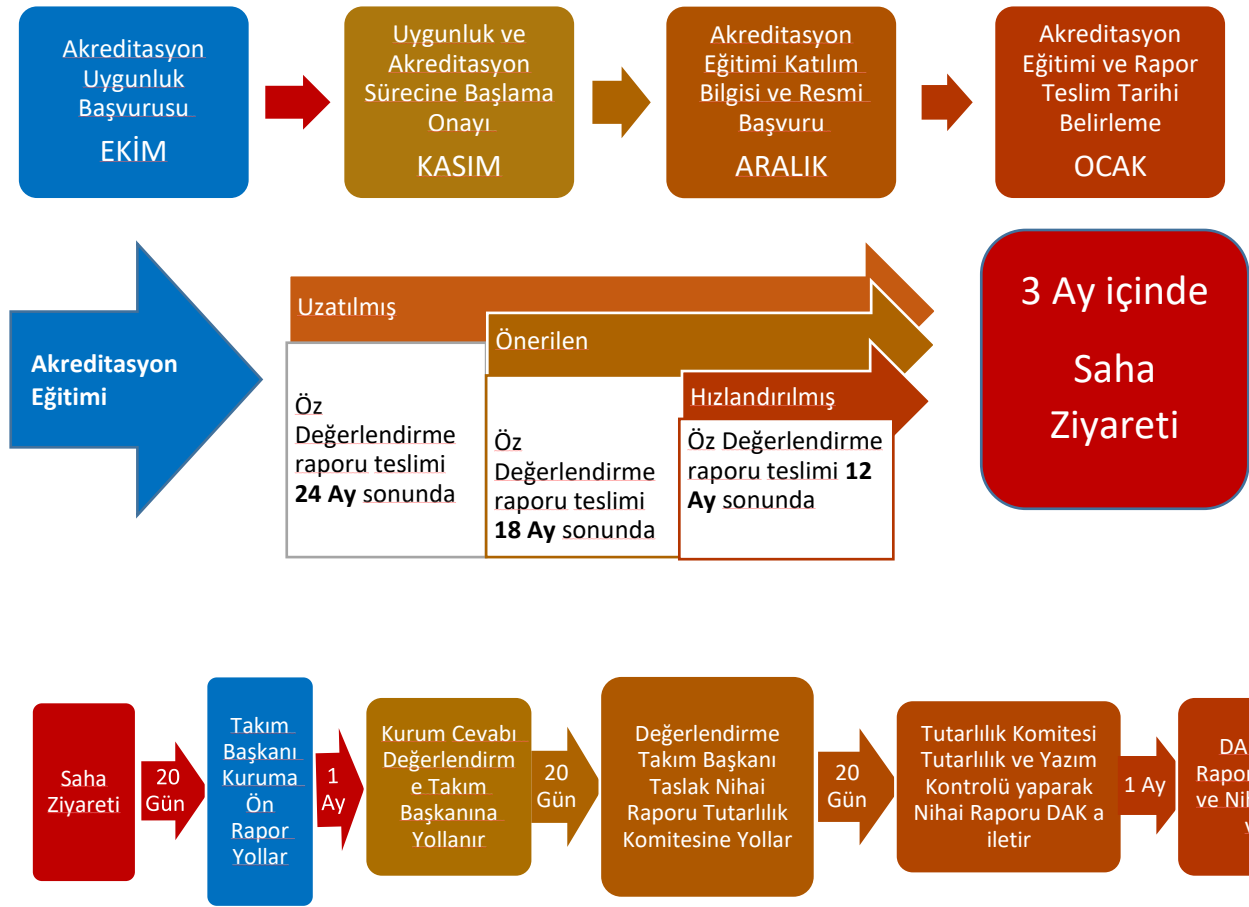 Akreditasyon
Uygunluk
Başvurusu
EKİM
Uygunluk ve
Akreditasyon
Sürecine Başlama
Onayı
KASIM
Akreditasyon
Eğitimi Katılım
Bilgisi ve Resmi
Başvuru
ARALIK
Akreditasyon
Eğitimi ve Rapor
Teslim Tarihi
Belirleme
OCAK
Akreditasyon
Eğitimi
Uzatılmış
Öz
Değerlendirme
raporu teslimi
24 Ay sonunda
Önerilen
Öz
Değerlendirme
raporu teslimi
18 Ay sonunda
Hızlandırılmış
Öz Değerlendirme
raporu teslimi 12
Ay sonunda
3 Ay içinde
Saha
Ziyareti
Saha
Ziyareti
20
Gün
Takım
Başkanı
Kuruma
Ön
Rapor
Yollar
1
Ay
Kurum Cevabı
Değerlendirm
e Takım
Başkanına
Yollanır
20
Gün
Değerlendirme
Takım Başkanı
Taslak Nihai
Raporu Tutarlılık
Komitesine Yollar
20
Gün
Tutarlılık Komitesi
Tutarlılık ve Yazım
Kontrolü yaparak
Nihai Raporu DAK a
iletir
1 Ay
Rapor
ve